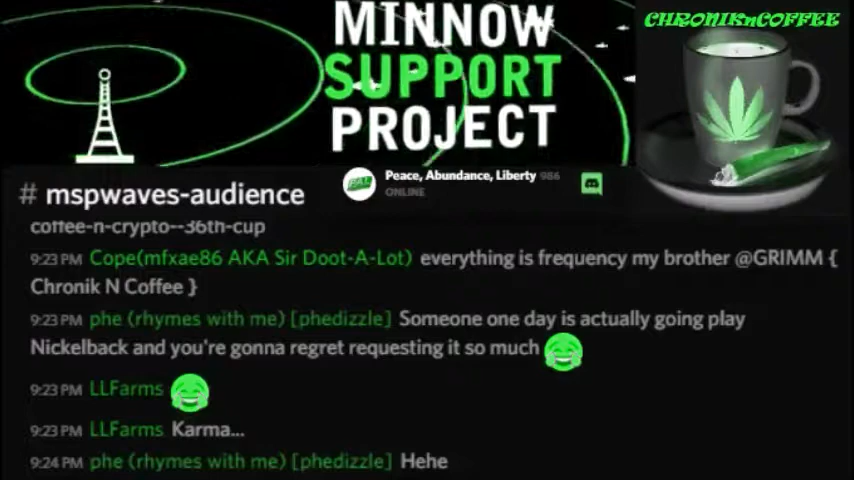 MINNOW
SUPPORT
PROJECT
CHRONIKnCOFFEE
# mspwaves-audience
Peace, Abundance, Liberty 986
ONLINE
coffee-n-crypto--36th-cup
9:23 PM Cope(mfxae86 AKA Sir Doot-A-Lot) everything is frequency my brother @GRIMM {
Chronik N Coffee }
9:23 PM phe (rhymes with me) [phedizzle] Someone one day is actually going play
Nickelback and you're gonna regret requesting it so much 😂
9:23 PM LLFarms 😂
9:23 PM LLFarms Karma...
9:24 PM phe (rhymes with me) [phedizzle] Hehe